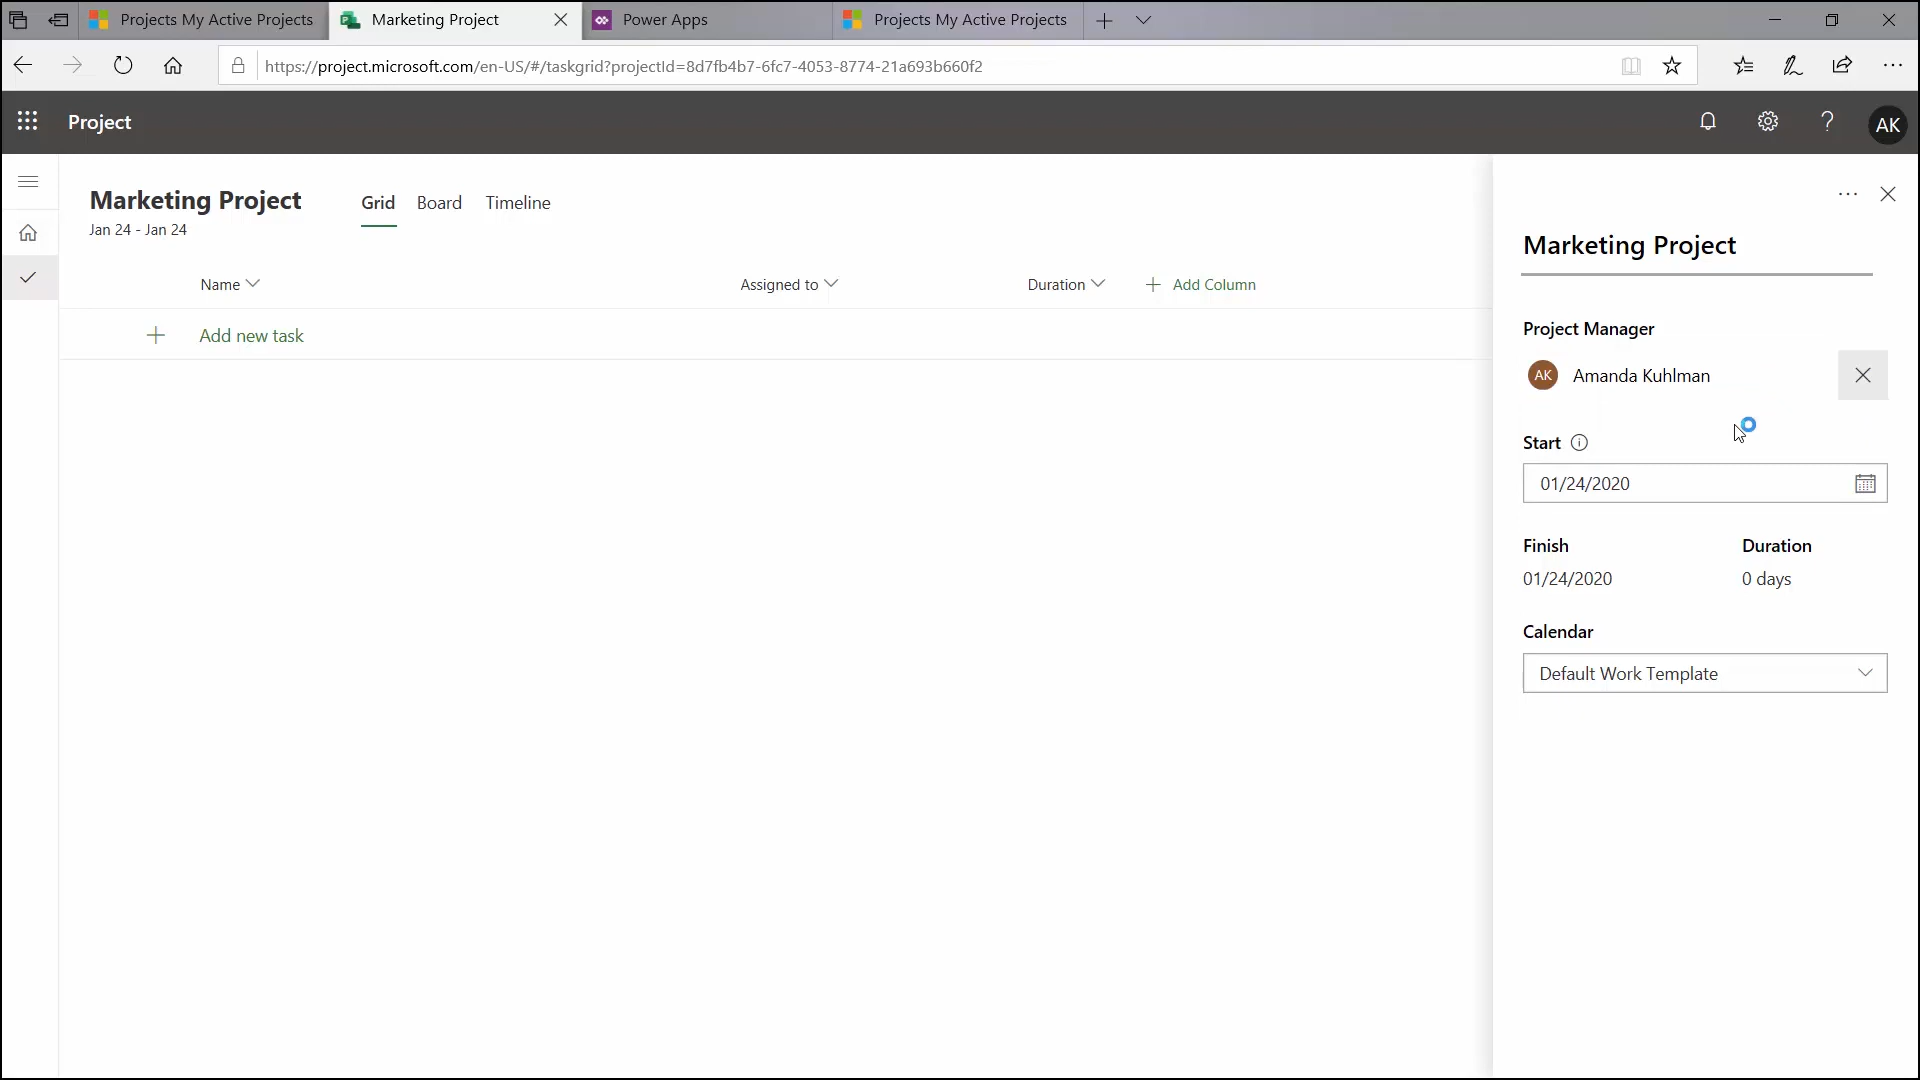 Projects My Active Projects
Marketing Project
Power Apps
Projects My Active Projects
https://project.microsoft.com/en-US/#/taskgrid?projectId=8d7fb4b7-6fc7-4053-8774-21a693b660f2
Project
AK
Marketing Project
Grid Board Timeline
Jan 24 - Jan 24
Name Assigned to Duration Add Column
Add new task
Marketing Project
Project Manager
AK Amanda Kuhlman
Start
01/24/2020
Finish Duration
01/24/2020 0 days
Calendar
Default Work Template